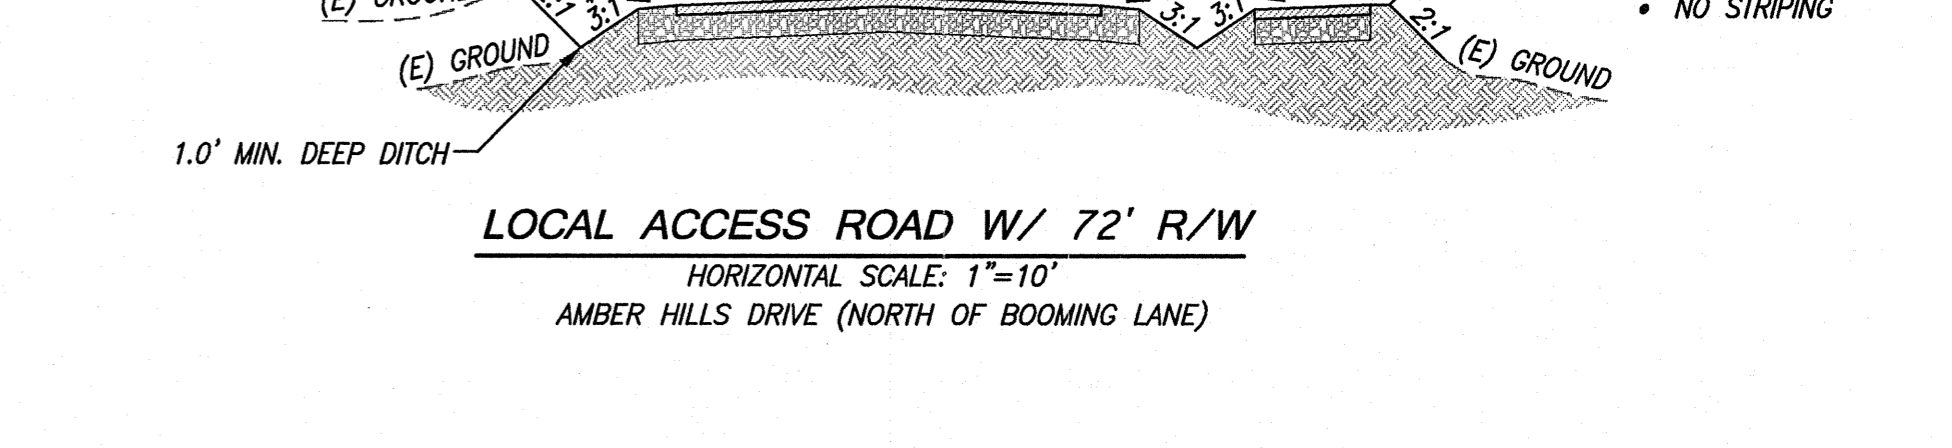 (E) GROUND
3:1
3:1
3:1
2:1
• NO STRIPING
(E) GROUND
(E) GROUND
1.0' MIN. DEEP DITCH
LOCAL ACCESS ROAD W/ 72' R/W
HORIZONTAL SCALE: 1"=10'
AMBER HILLS DRIVE (NORTH OF BOOMING LANE)